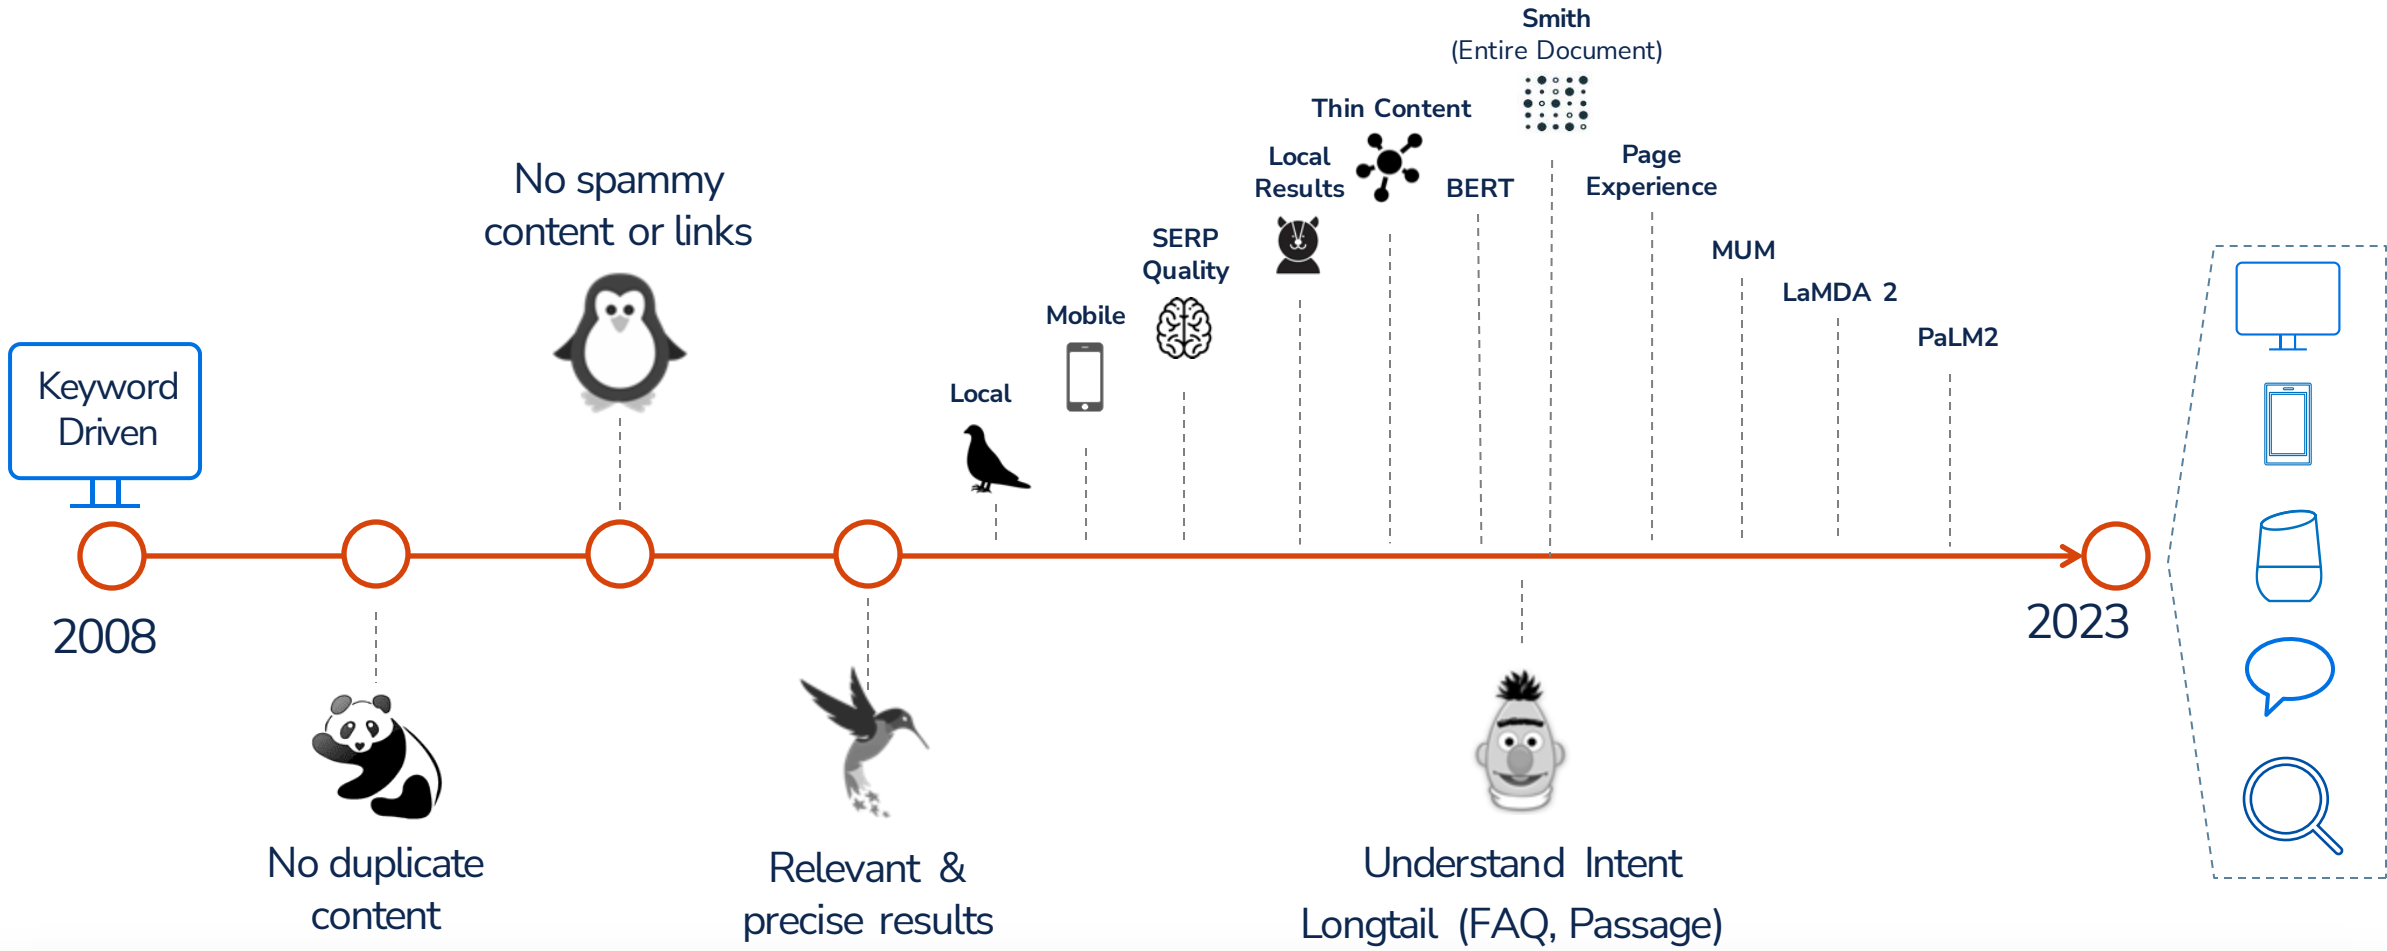 Keyword
Driven
2008
No duplicate
content
No spammy
content or links
Relevant &
precise results
Local
Mobile
SERP
Quality
Local
Results
Thin Content
BERT
Smith
(Entire Document)
Understand Intent
Longtail (FAQ, Passage)
Page
Experience
MUM
LaMDA 2
PaLM2
2023